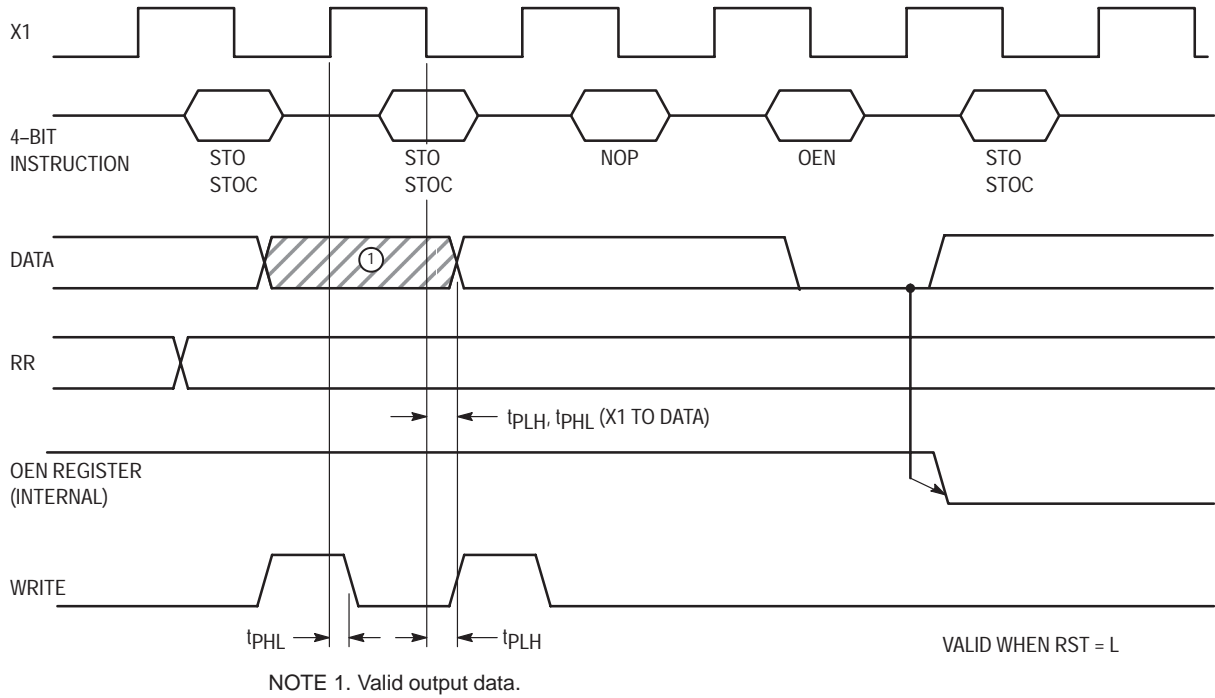 X1
4–BIT
INSTRUCTION
STO
STOC
STO
STOC
NOP
OEN
STO
STOC
DATA
1
RR
tPLH, tPHL (X1 TO DATA)
OEN REGISTER
(INTERNAL)
WRITE
tPHL
tPLH
VALID WHEN RST = L
NOTE 1. Valid output data.